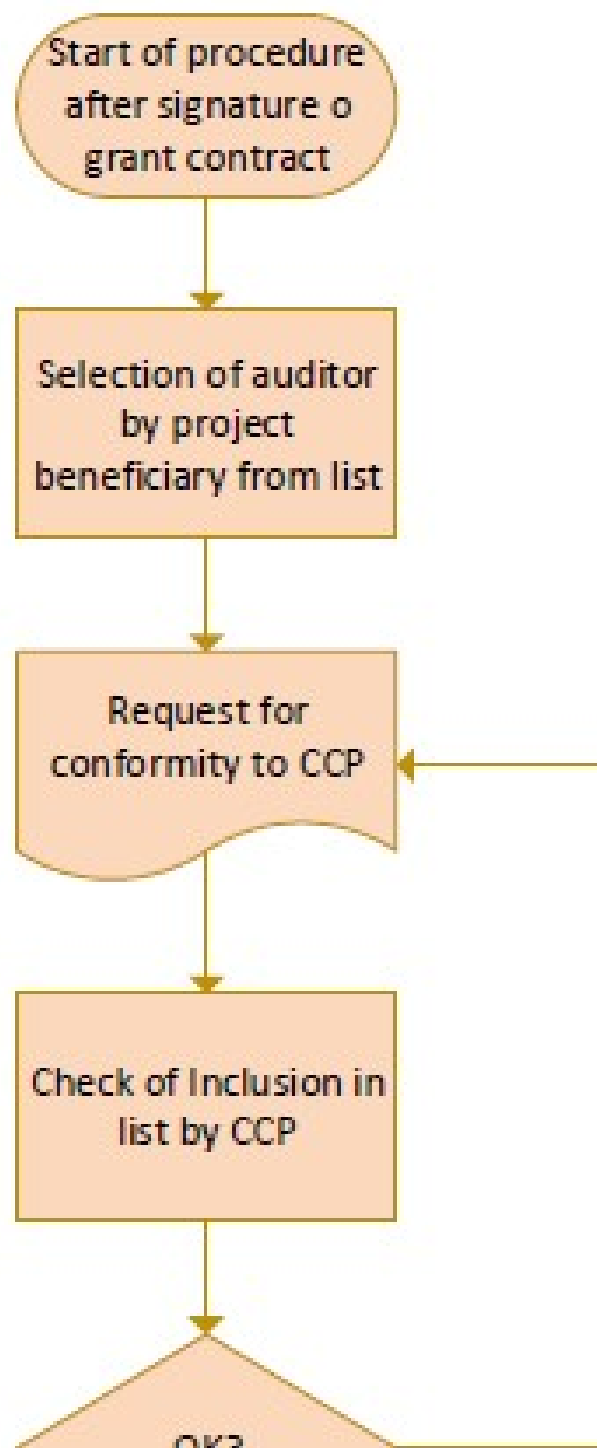 Start of procedure
after signature o
grant contract
Selection of auditor
by project
beneficiary from list
Request for
conformity to CCP
Check of Inclusion in
list by CCP
OK?